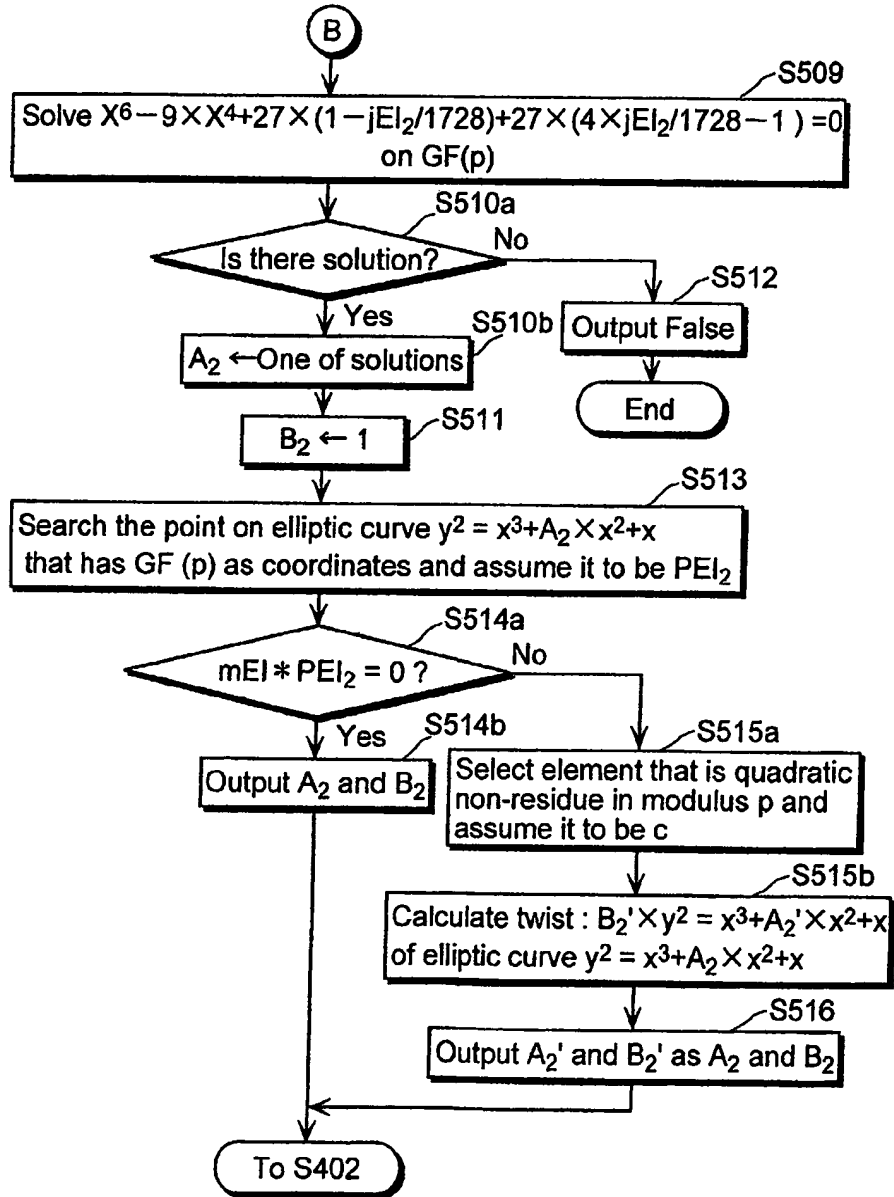 B
S509
Solve X⁶−9×X⁴+27×(1−jEl₂/1728)+27×(4×jEl₂/1728−1)=0
on GF(p)
S510a
Is there solution?
No
Yes
S512
Output False
End
S510b
A₂ ←One of solutions
S511
B₂ ← 1
S513
Search the point on elliptic curve y² = x³+A₂×x²+x
that has GF (p) as coordinates and assume it to be PEl₂
S514a
mEl∗PEl₂ = 0 ?
No
Yes
S514b
Output A₂ and B₂
S515a
Select element that is quadratic
non-residue in modulus p and
assume it to be c
S515b
Calculate twist : B₂'×y² = x³+A₂'×x²+x
of elliptic curve y² = x³+A₂×x²+x
S516
Output A₂' and B₂' as A₂ and B₂
To S402